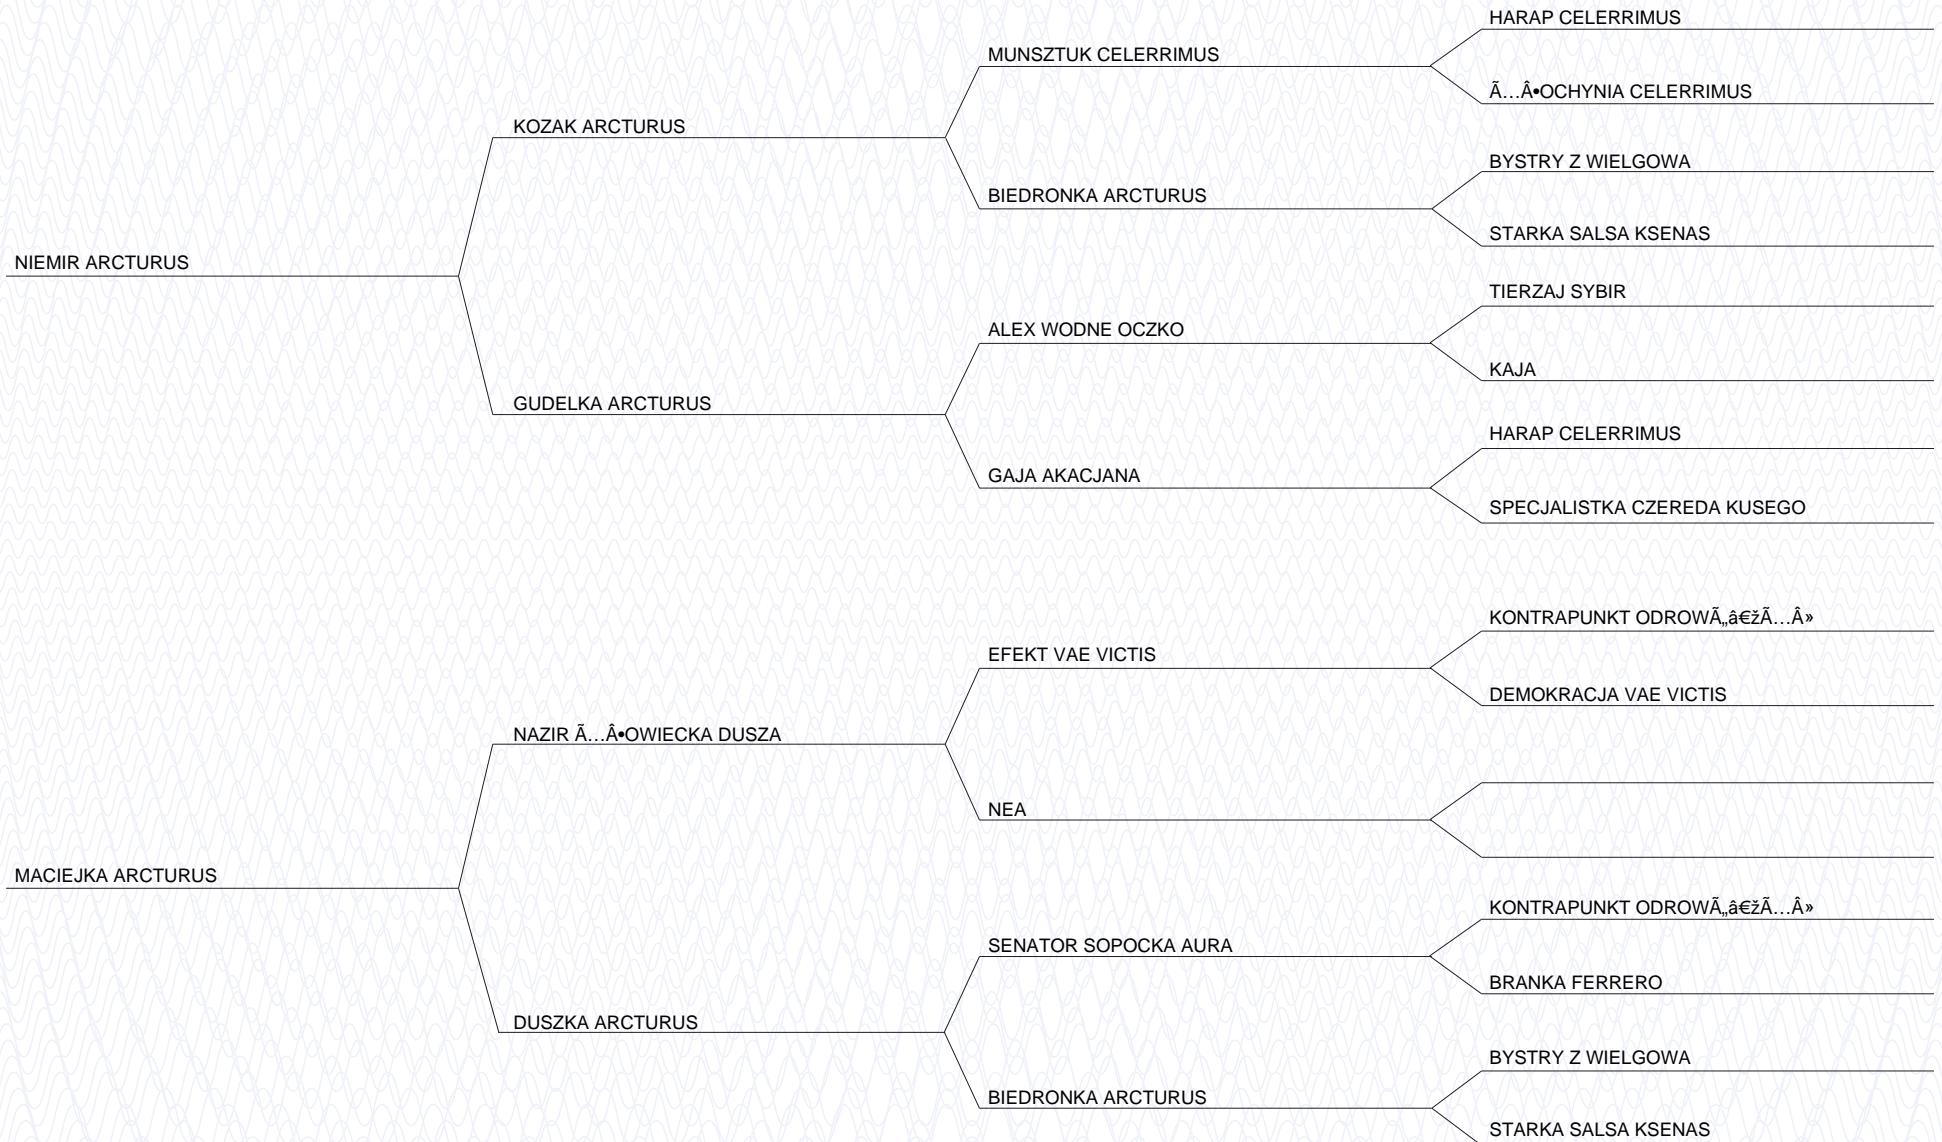 HARAP CELERRIMUS
MUNSZTUK CELERRIMUS
Ã…Â•OCHYNIA CELERRIMUS
KOZAK ARCTURUS
BYSTRY Z WIELGOWA
BIEDRONKA ARCTURUS
STARKA SALSA KSENAS
NIEMIR ARCTURUS
TIERZAJ SYBIR
ALEX WODNE OCZKO
KAJA
GUDELKA ARCTURUS
HARAP CELERRIMUS
GAJA AKACJANA
SPECJALISTKA CZEREDA KUSEGO
KONTRAPUNKT ODROWÃ„â€žÃ…Â»
EFEKT VAE VICTIS
DEMOKRACJA VAE VICTIS
NAZIR Ã…Â•OWIECKA DUSZA
NEA
MACIEJKA ARCTURUS
KONTRAPUNKT ODROWÃ„â€žÃ…Â»
SENATOR SOPOCKA AURA
BRANKA FERRERO
DUSZKA ARCTURUS
BYSTRY Z WIELGOWA
BIEDRONKA ARCTURUS
STARKA SALSA KSENAS